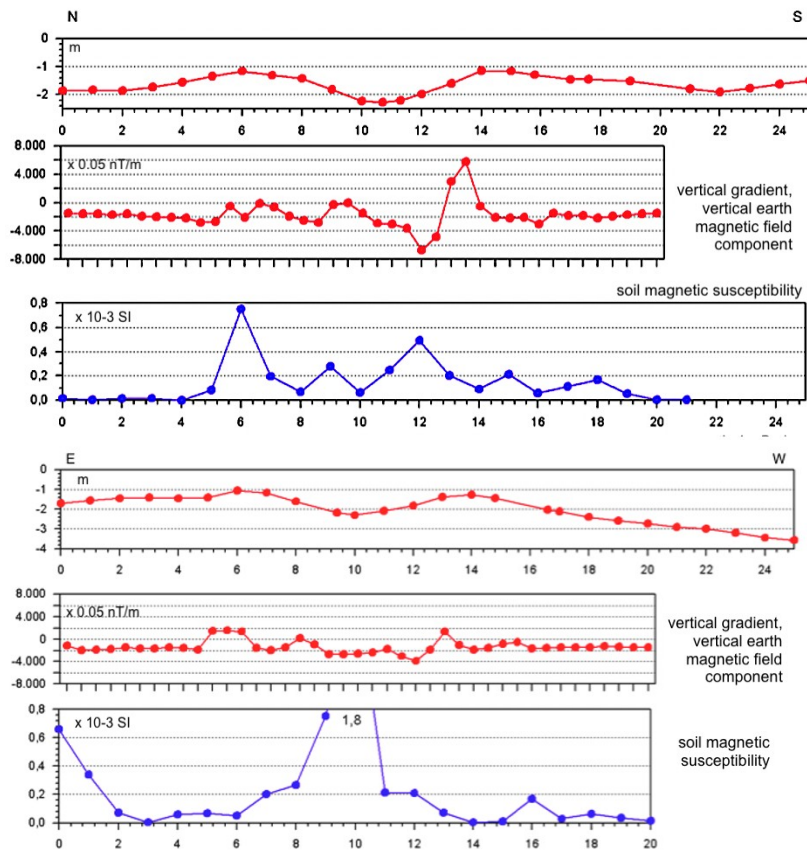 N S
0
m
-1
-2
0 2 4 6 8 10 12 14 16 18 20 22 24
8.000
x 0.05 nT/m
4.000
0
-4.000
-8.000
vertical gradient,
vertical earth
magnetic field
component
soil magnetic susceptibility
0,8
x 10-3 SI
0,6
0,4
0,2
0,0
0 2 4 6 8 10 12 14 16 18 20 22 24
E W
0
m
-1
-2
-3
-4
0 2 4 6 8 10 12 14 16 18 20 22 24
8.000
x 0.05 nT/m
4.000
0
-4.000
-8.000
vertical gradient,
vertical earth
magnetic field
component
0,8
x 10-3 SI
1,8
0,6
0,4
0,2
0,0
soil magnetic
susceptibility
0 2 4 6 8 10 12 14 16 18 20